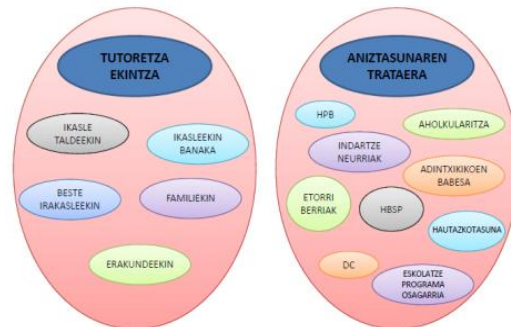 TUTORETZA
EKINTZA
IKASLE
TALDEEKIN
IKASLEEKIN
BANAKA
BESTE
IRAKASLEEKIN
FAMILIEKIN
ERAKUNDEEKIN
ANIZTASUNAREN
TRATAERA
HPB
AHOLKULARITZA
INDARTZE
NEURRIAK
ADINTXIKIKOEN
BABESA
ETORRI
BERRIAK
HBSP
HAUTAZKOTASUNA
DC
ESKOLATZE
PROGRAMA
OSAGARRIA